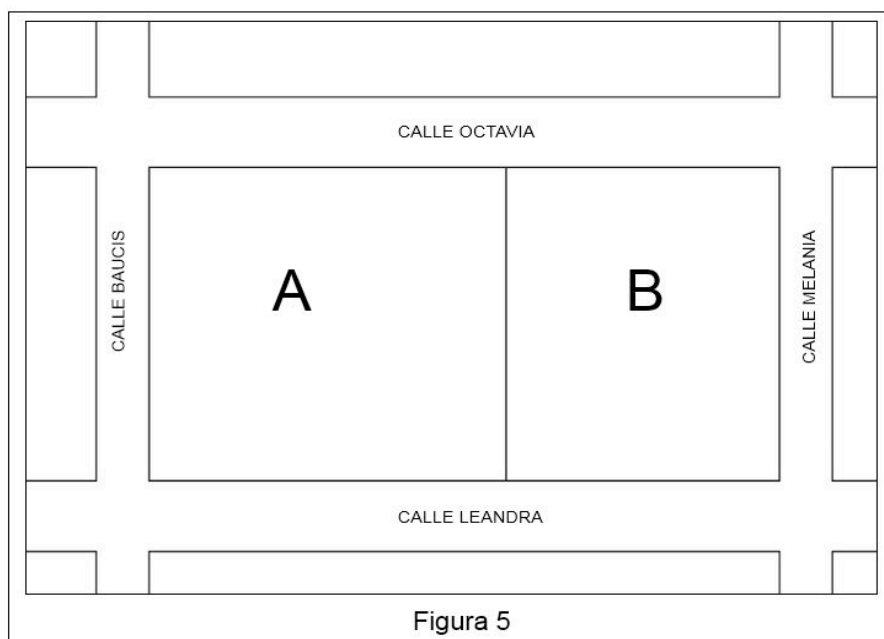 CALLE OCTAVIA
CALLE BAUCIS
A
B
CALLE MELANIA
CALLE LEANDRA
Figura 5